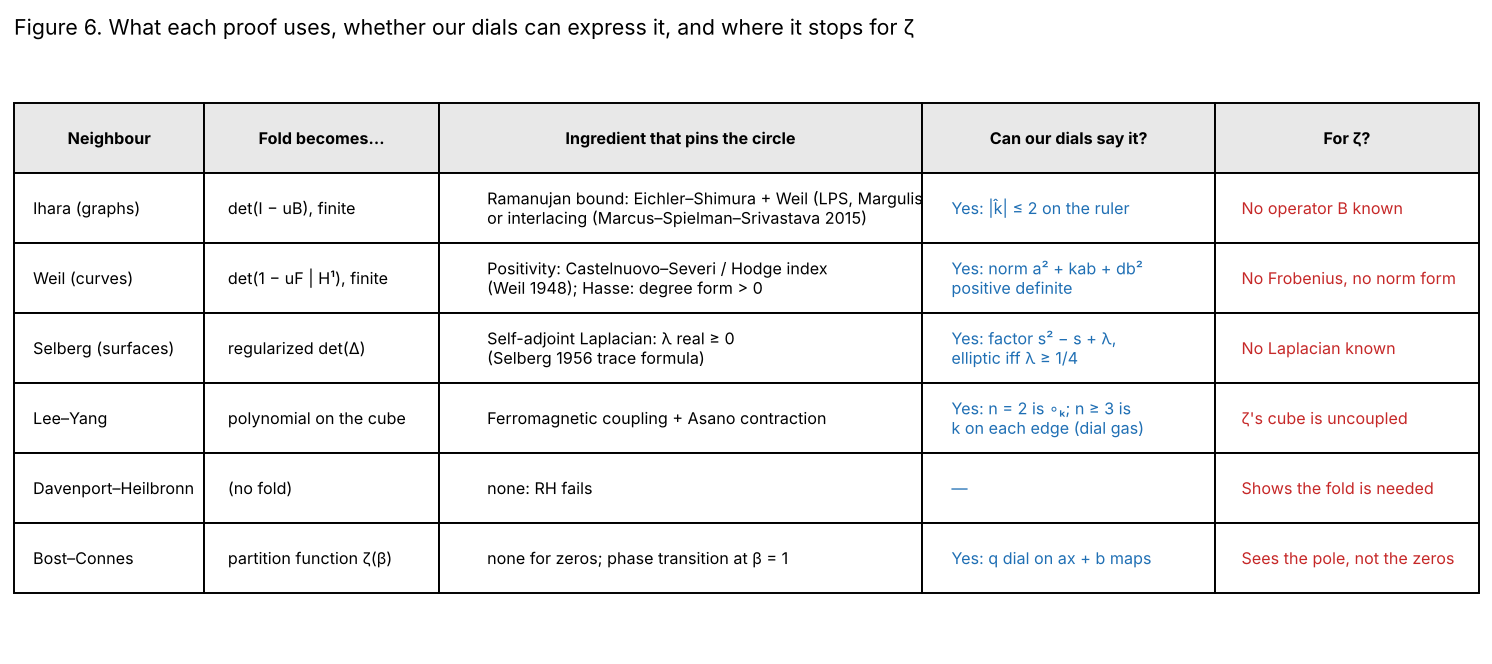 Figure 6. What each proof uses, whether our dials can express it, and where it stops for ζ
Neighbour
Fold becomes…
Ingredient that pins the circle
Can our dials say it?
For ζ?
Ihara (graphs)
det(I − uB), finite
Ramanujan bound: Eichler–Shimura + Weil (LPS, Margulis
or interlacing (Marcus–Spielman–Srivastava 2015)
Yes: |k̂| ≤ 2 on the ruler
No operator B known
Weil (curves)
det(1 − uF | H¹), finite
Positivity: Castelnuovo–Severi / Hodge index
(Weil 1948); Hasse: degree form > 0
Yes: norm a² + kab + db²
positive definite
No Frobenius, no norm form
Selberg (surfaces)
regularized det(Δ)
Self-adjoint Laplacian: λ real ≥ 0
(Selberg 1956 trace formula)
Yes: factor s² − s + λ,
elliptic iff λ ≥ 1/4
No Laplacian known
Lee–Yang
polynomial on the cube
Ferromagnetic coupling + Asano contraction
Yes: n = 2 is ∘ₖ; n ≥ 3 is
k on each edge (dial gas)
ζ's cube is uncoupled
Davenport–Heilbronn
(no fold)
none: RH fails
—
Shows the fold is needed
Bost–Connes
partition function ζ(β)
none for zeros; phase transition at β = 1
Yes: q dial on ax + b maps
Sees the pole, not the zeros